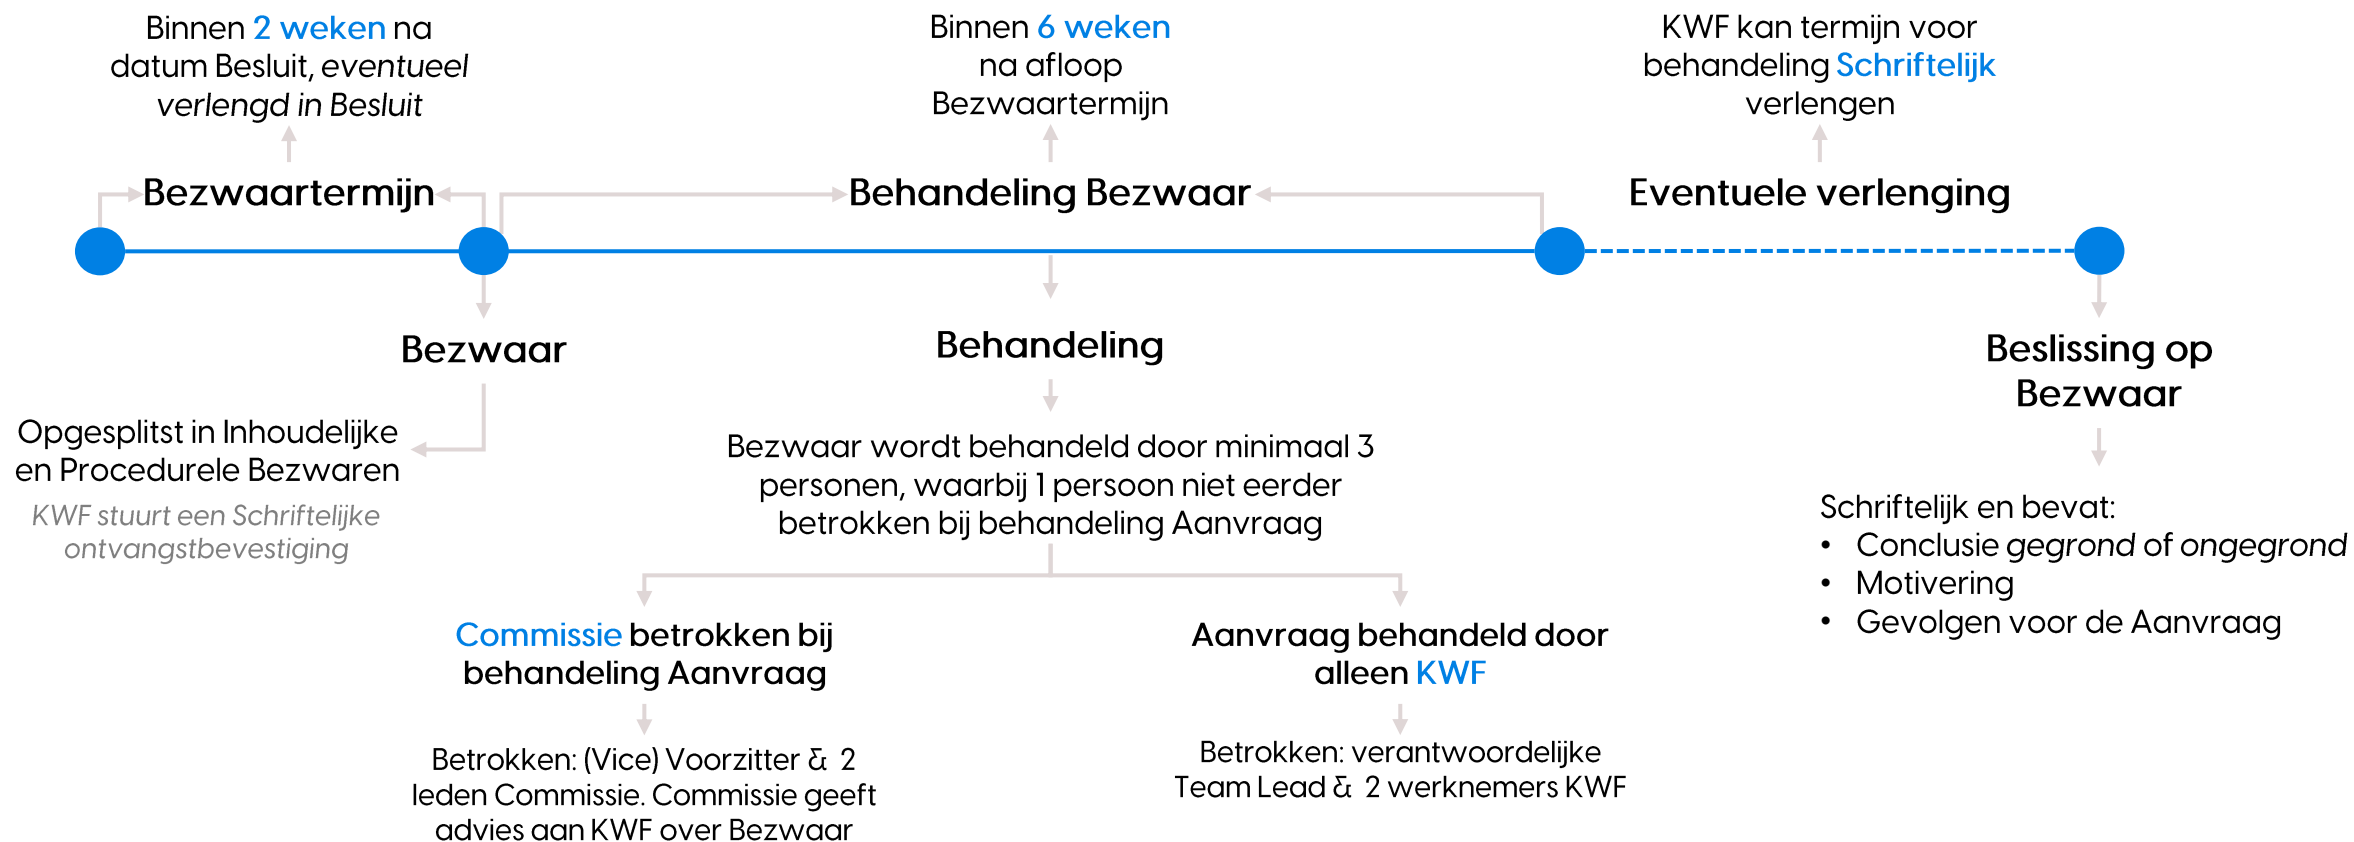 Binnen 2 weken na
datum Besluit, eventueel
verlengd in Besluit
Binnen 6 weken
na afloop
Bezwaartermijn
KWF kan termijn voor
behandeling Schriftelijk
verlengen
Bezwaartermijn
Behandeling Bezwaar
Eventuele verlenging
Bezwaar
Opgesplitst in Inhoudelijke
en Procedurele Bezwaren
KWF stuurt een Schriftelijke
ontvangstbevestiging
Behandeling
Bezwaar wordt behandeld door minimaal 3
personen, waarbij 1 persoon niet eerder
betrokken bij behandeling Aanvraag
Commissie betrokken bij
behandeling Aanvraag
Betrokken: (Vice) Voorzitter & 2
leden Commissie. Commissie geeft
advies aan KWF over Bezwaar
Aanvraag behandeld door
alleen KWF
Betrokken: verantwoordelijke
Team Lead & 2 werknemers KWF
Beslissing op
Bezwaar
Schriftelijk en bevat:
• Conclusie gegrond of ongegrond
• Motivering
• Gevolgen voor de Aanvraag